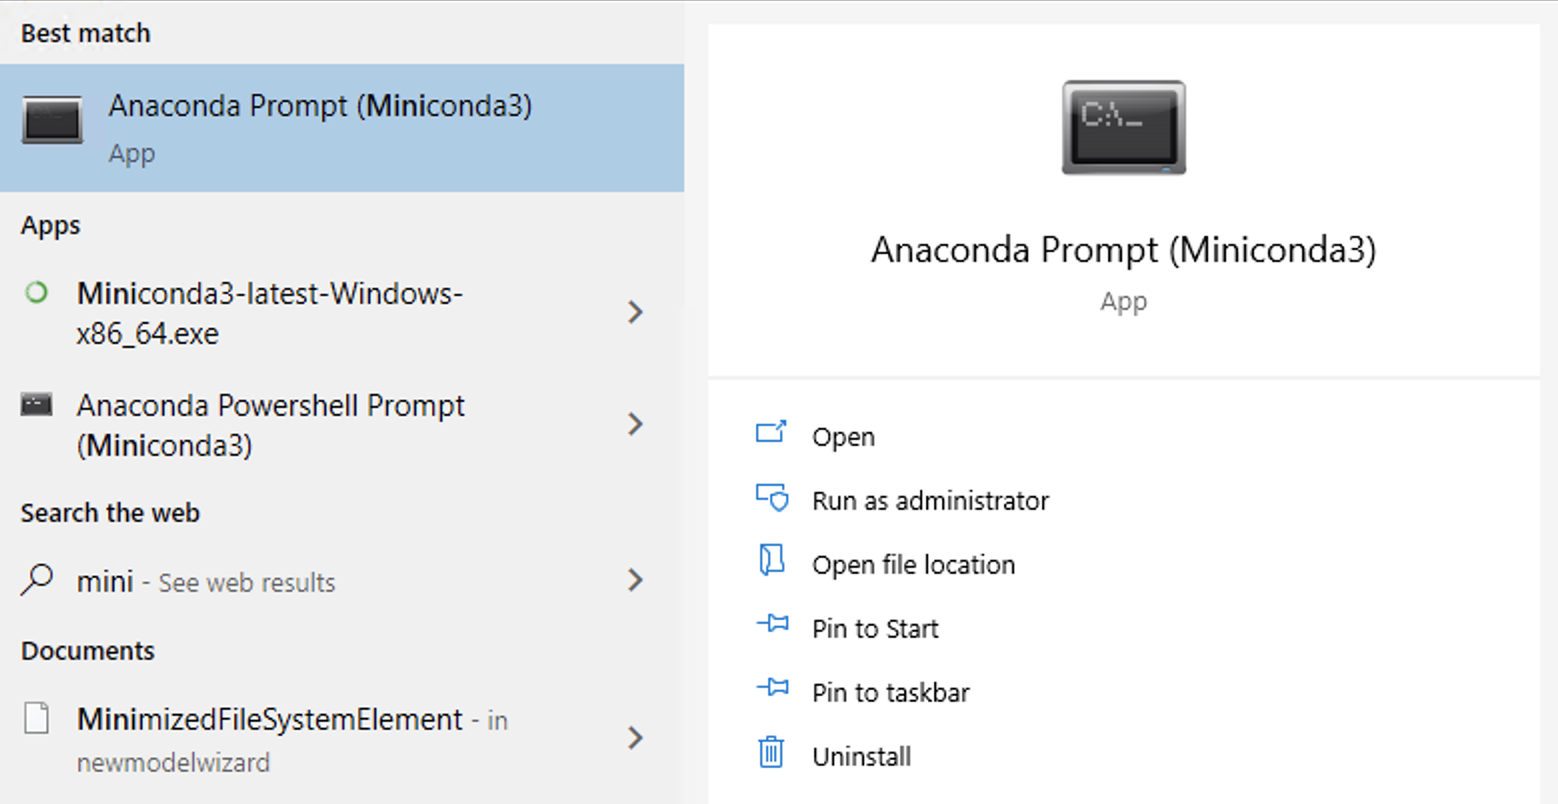 Best match
Anaconda Prompt (Miniconda3)
App
Apps
Miniconda3-latest-Windows-
x86_64.exe
Anaconda Powershell Prompt
(Miniconda3)
Search the web
mini - See web results
Documents
MinimizedFileSystemElement - in
newmodelwizard
C:\_
Anaconda Prompt (Miniconda3)
App
Open
Run as administrator
Open file location
Pin to Start
Pin to taskbar
Uninstall